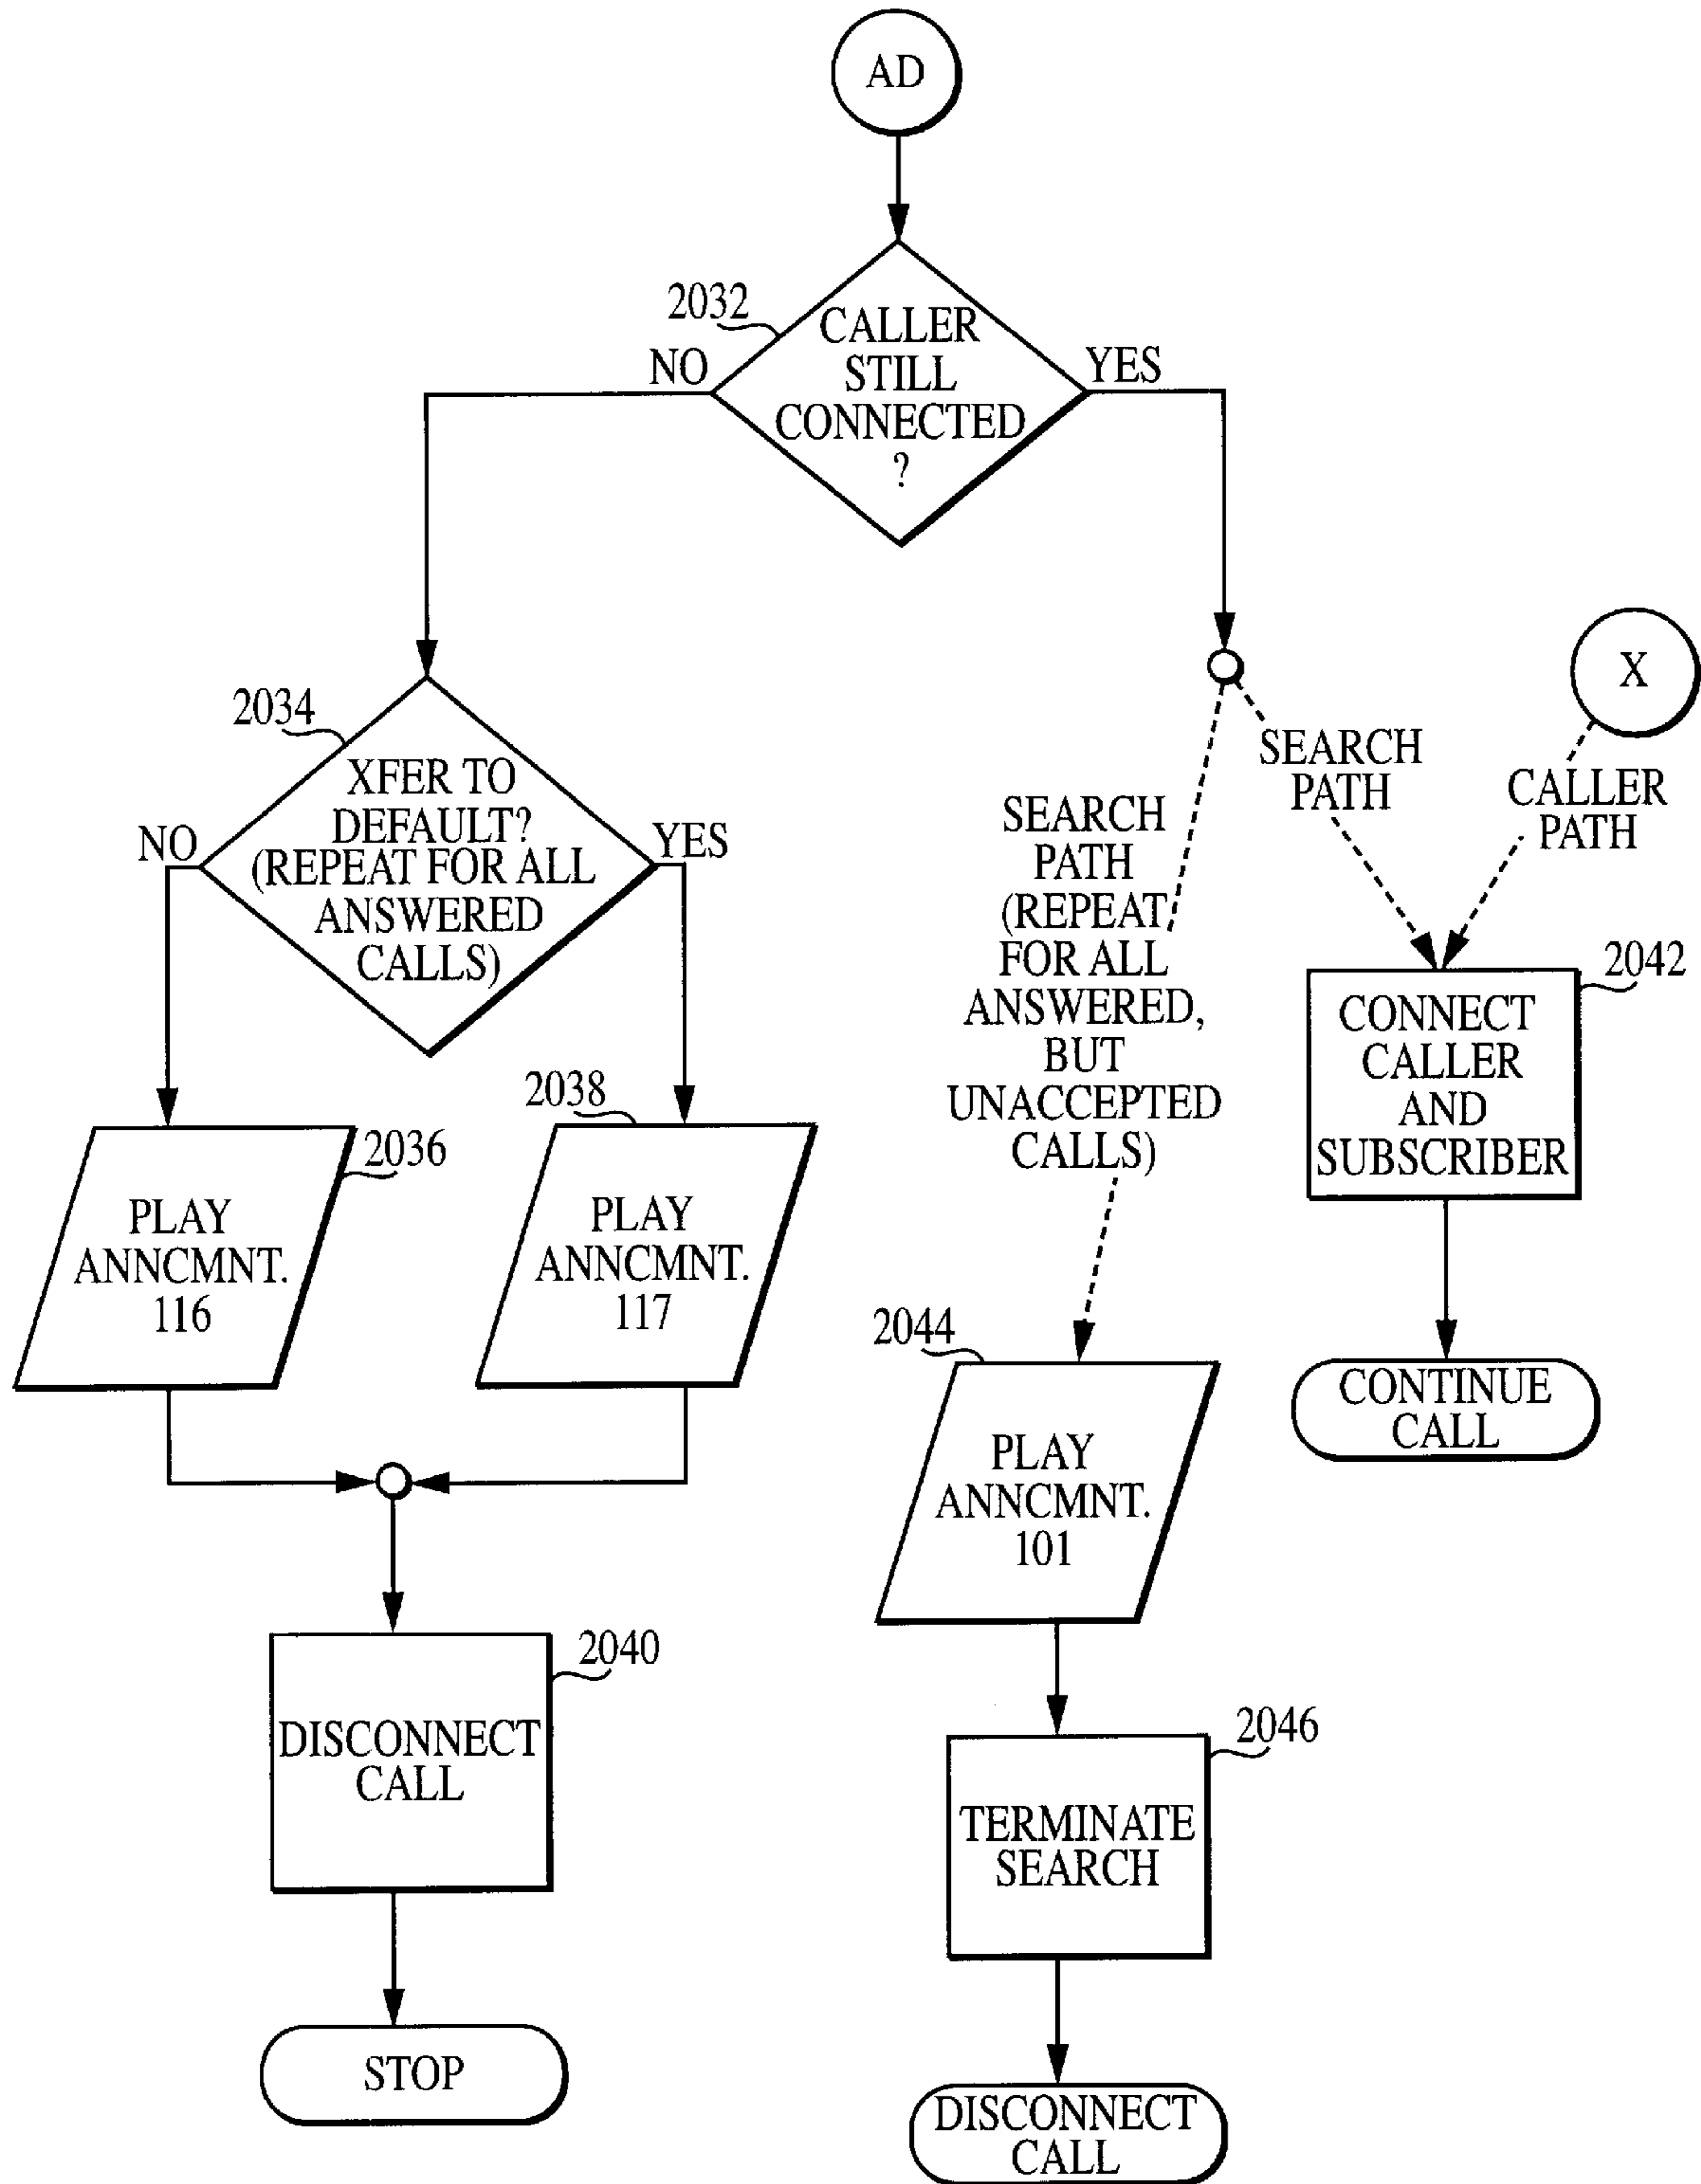 AD
2032
CALLER
STILL
CONNECTED
?
NO
YES
X
2034
XFER TO
DEFAULT?
(REPEAT FOR ALL
ANSWERED
CALLS)
NO
YES
SEARCH
PATH
CALLER
PATH
SEARCH
PATH
(REPEAT
FOR ALL
ANSWERED,
BUT
UNACCEPTED
CALLS)
2042
CONNECT
CALLER
AND
SUBSCRIBER
2036
PLAY
ANNCMNT.
116
2038
PLAY
ANNCMNT.
117
2044
PLAY
ANNCMNT.
101
CONTINUE
CALL
2040
DISCONNECT
CALL
2046
TERMINATE
SEARCH
STOP
DISCONNECT
CALL